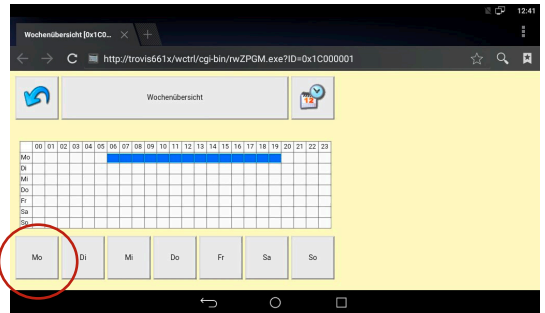 12:41
Wochenübersicht [0x1C0...
http://trovis661x/wctrl/cgi-bin/rwZPGM.exe?ID=0x1C000001
Wochenübersicht
12
00 01 02 03 04 05 06 07 08 09 10 11 12 13 14 15 16 17 18 19 20 21 22 23
Mo
Di
Mi
Do
Fr
Sa
So
Mo Di Mi Do Fr Sa So